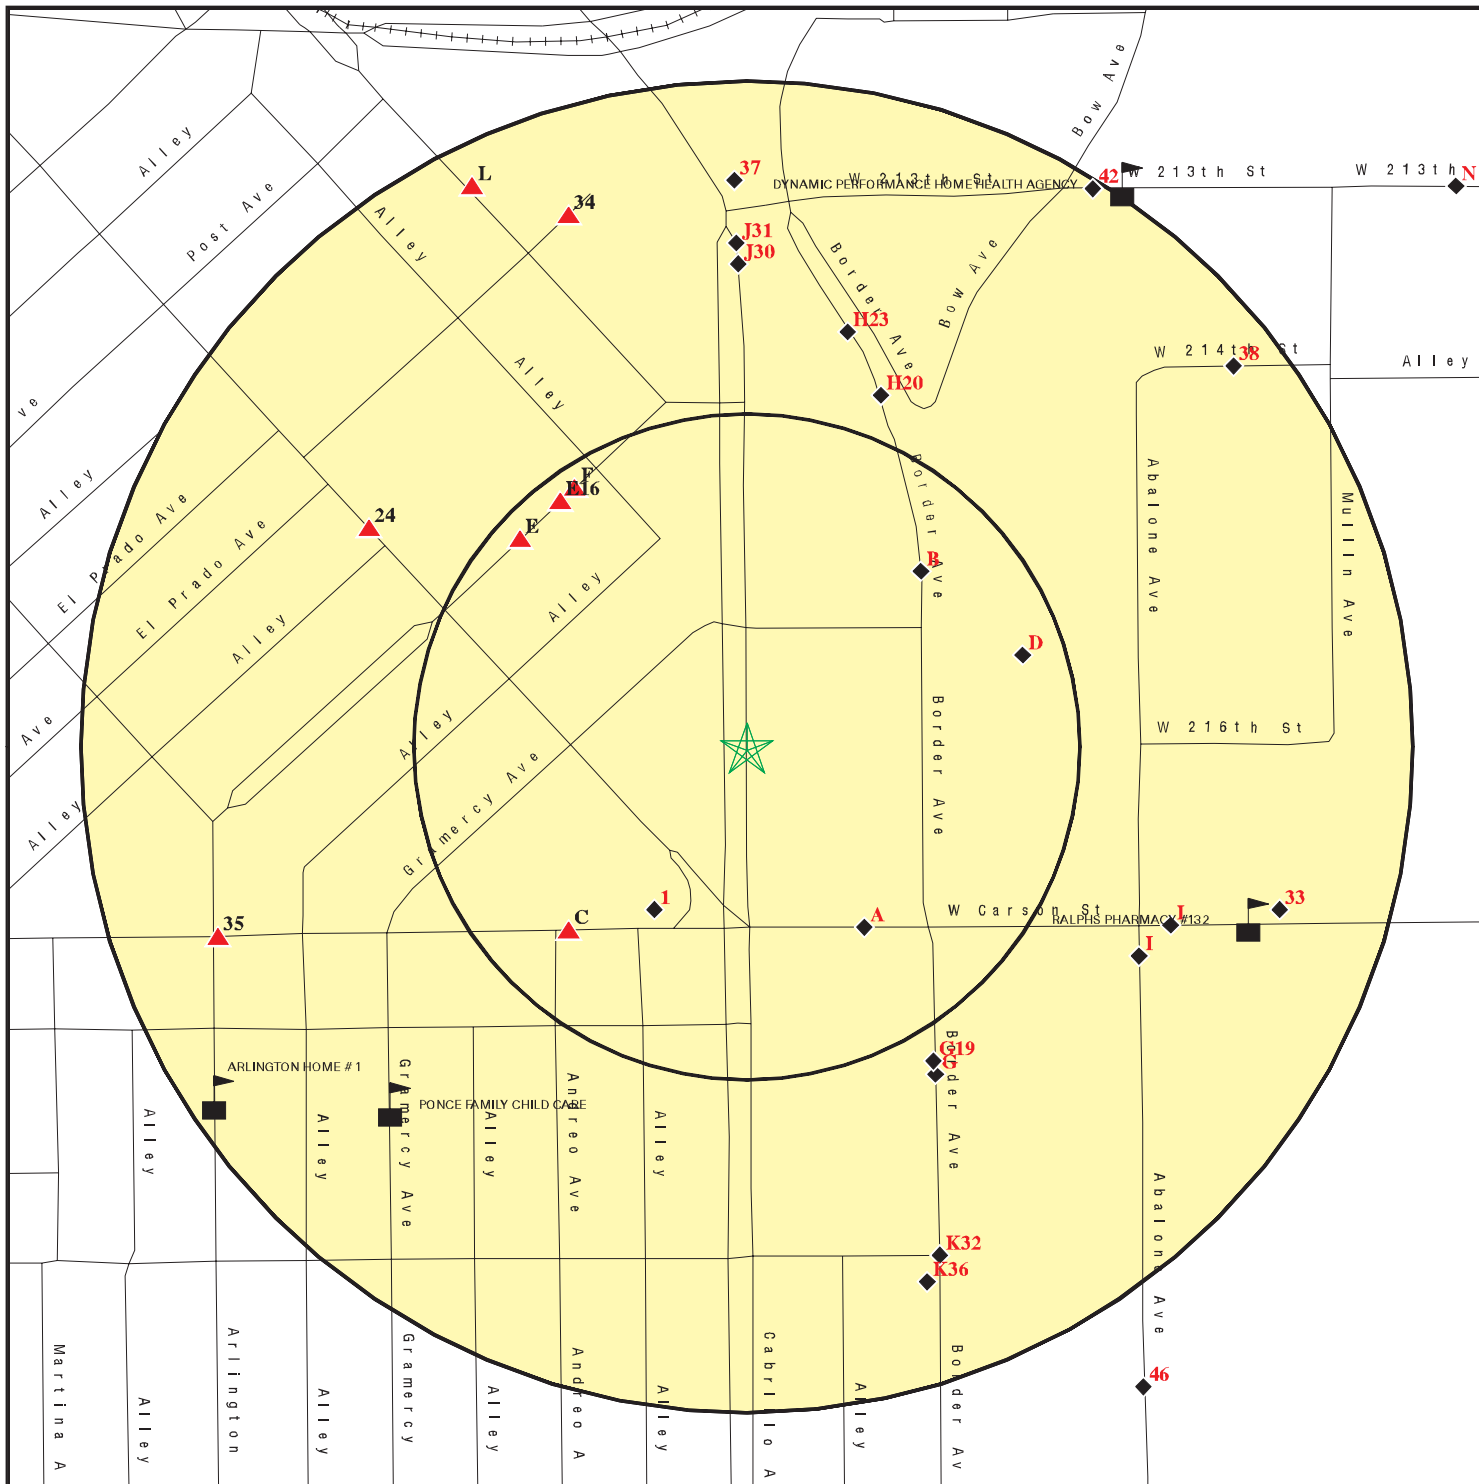 Alley
Post Ave
L
34
Alley
37
W 213th St
DYNAMIC PERFORMANCE HOME HEALTH AGENCY
42
Bow Ave
W 213th St
W 213th
N
J31
J30
Border Ave
Bow Ave
H23
H20
W 214th St
38
Alley
ve
Alley
El Prado Ave
El Prado Ave
Alley
24
Alley
F
E16
E
Alley
Border Ave
B
D
Abalone Ave
Mullin Ave
Ave
Alley
Alley
Gramercy Ave
Border Ave
W 216th St
35
C
1
A
W Carson St
RALPHS PHARMACY #132
I
I
33
ARLINGTON HOME # 1
PONCE FAMILY CHILD CARE
Alley
Alley
Gramercy Ave
Alley
Andreo Ave
Alley
G19
G
Border Ave
Abalone Ave
K32
K36
46
Martina A
Alley
Arlington
Alley
Gramercy
Alley
Andreo A
Alley
Cabrillo A
Alley
Border Av